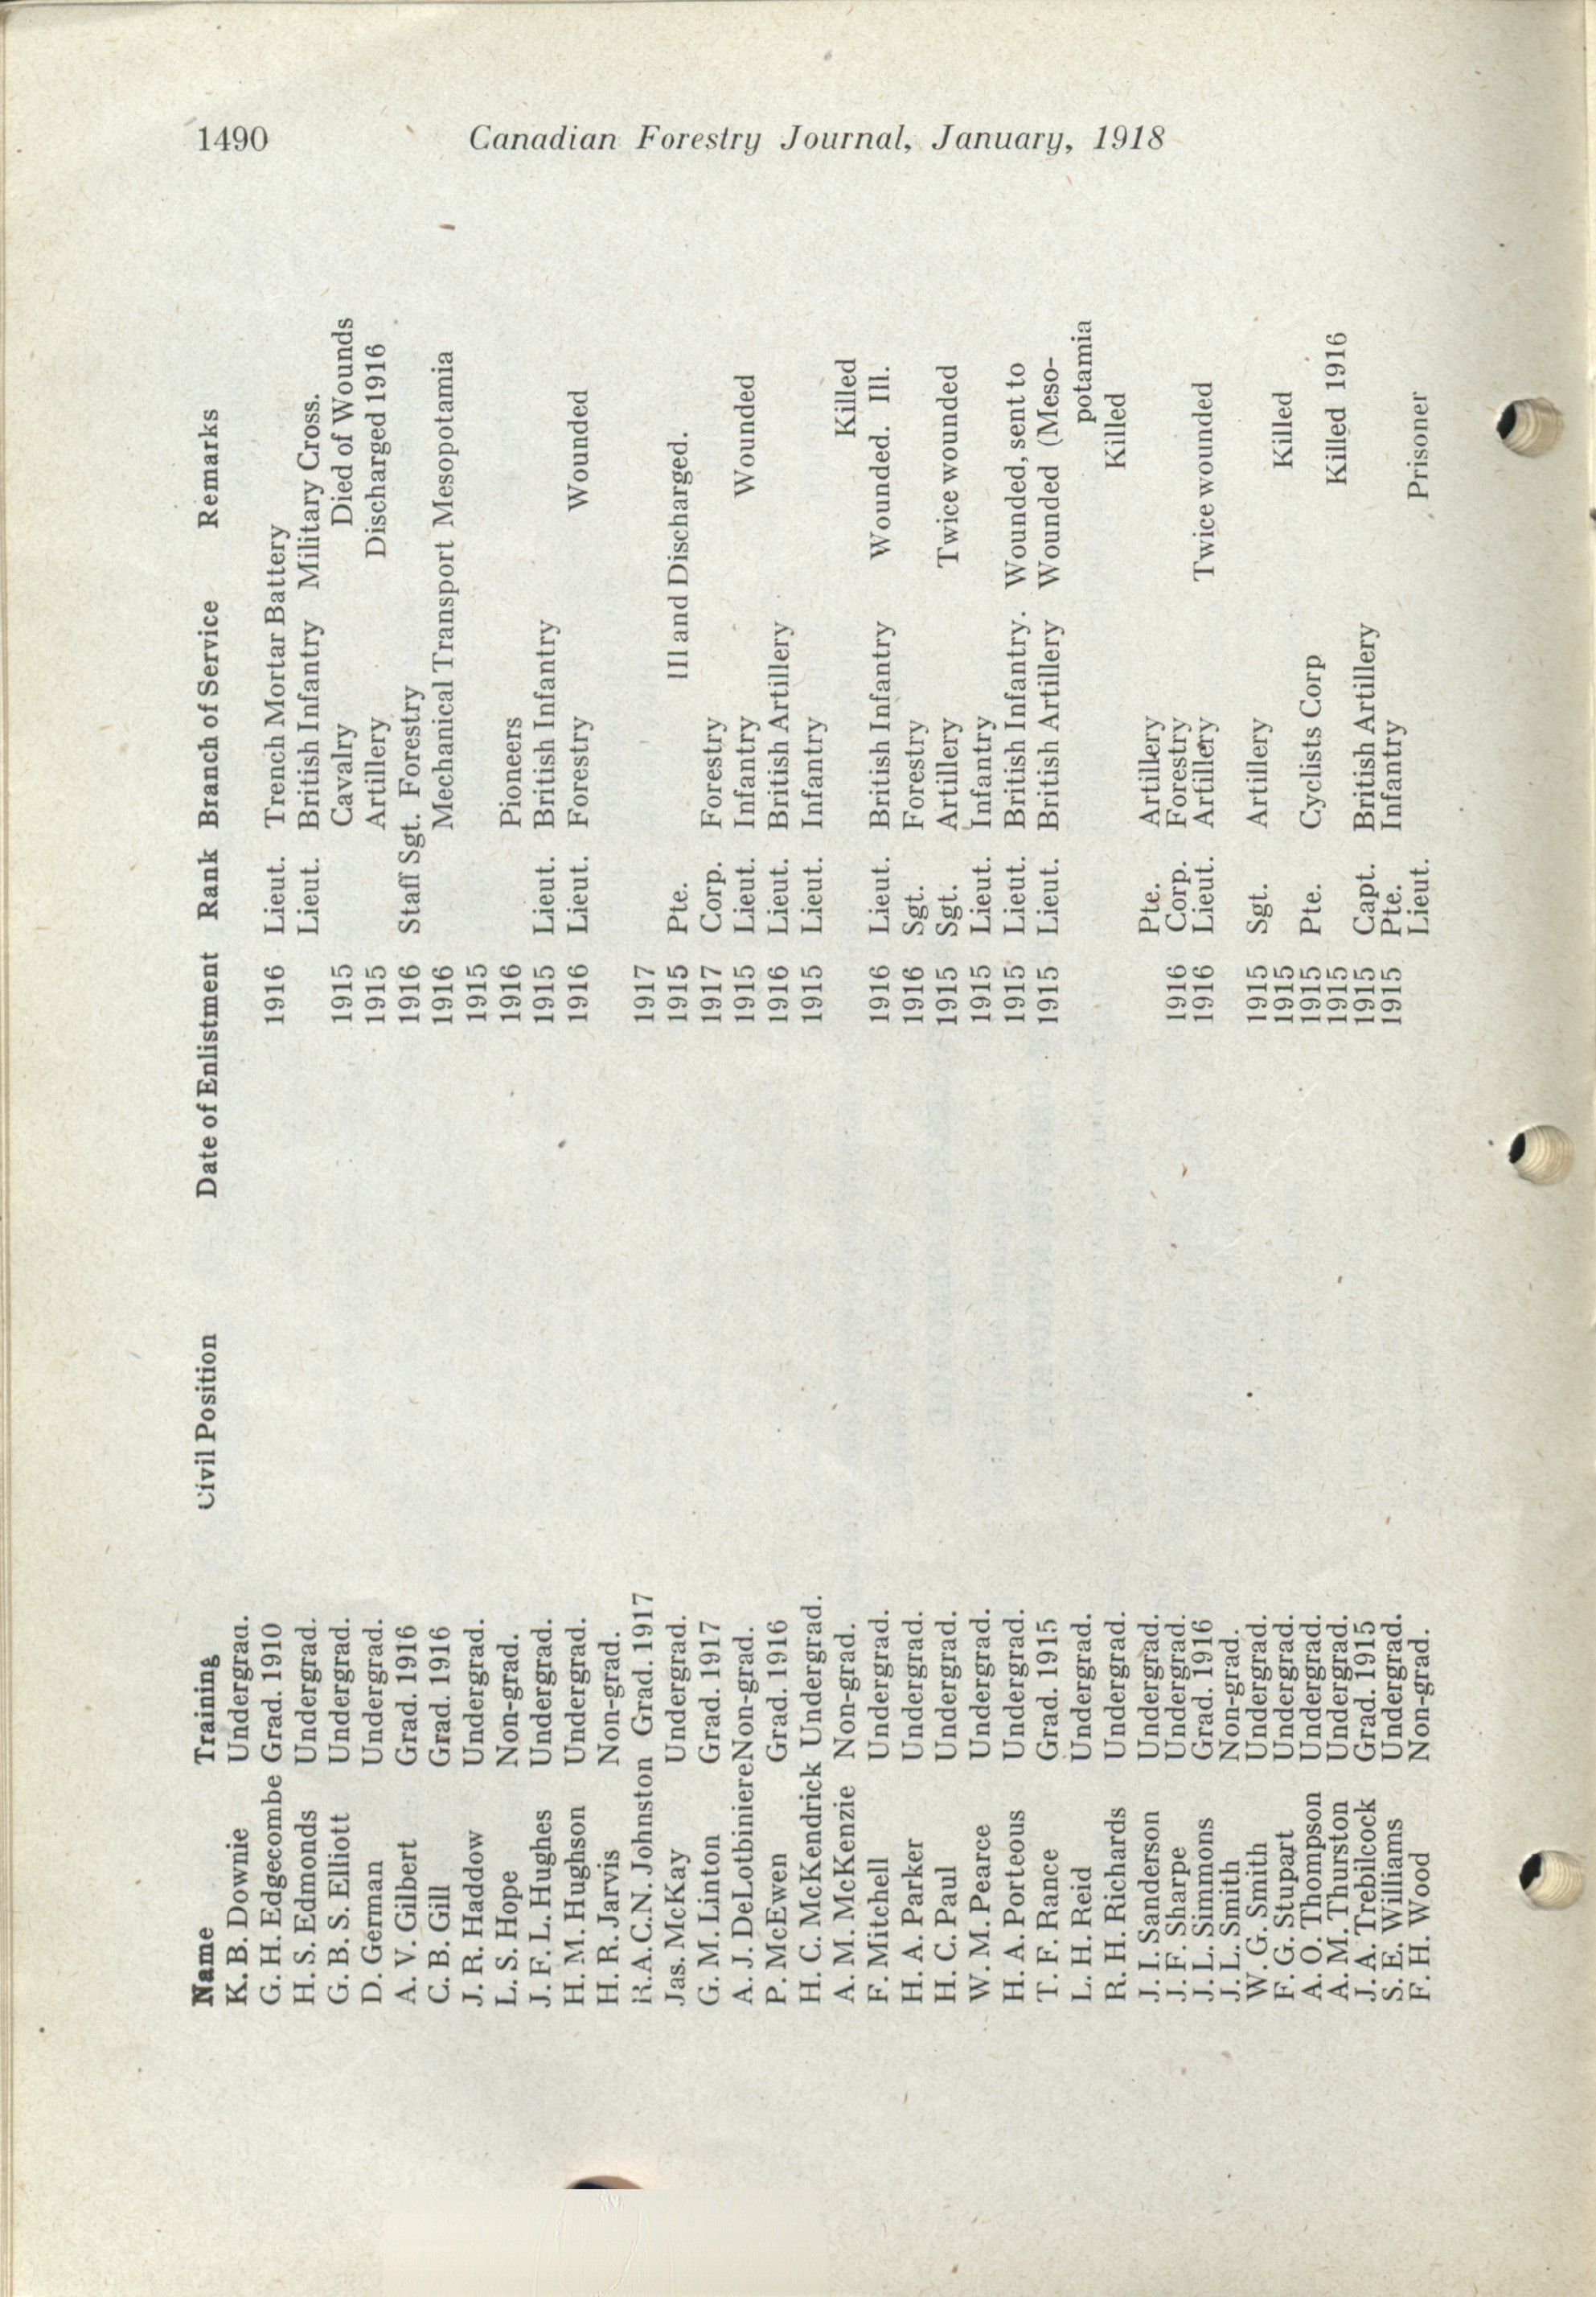 1490 Canadian Forestry Journal, January, 1918
Name Training Civil Position Date of Enlistment Rank Branch of Service Remarks
K. B. Downie Undergrad.
G. H. Edgecombe Grad. 1910 1916 Lieut. Trench Mortar Battery
H. S. Edmonds Undergrad. Lieut. British Infantry Military Cross.
G. B. S. Elliott Undergrad. 1915 Cavalry Died of Wounds
D. German Undergrad. 1915 Artillery Discharged 1916
A. V. Gilbert Grad. 1916 1916 Staff Sgt. Forestry
C. B. Gill Grad. 1916 1916 Mechanical Transport Mesopotamia
J. R. Haddow Undergrad. 1915
L. S. Hope Non-grad. 1916 Pioneers
J. F. L. Hughes Undergrad. 1915 Lieut. British Infantry
H. M. Hughson Undergrad. 1916 Lieut. Forestry Wounded
H. R. Jarvis Non-grad.
R.A.C.N. Johnston Grad. 1917 1917
Jas. McKay Undergrad. 1915 Pte. Ill and Discharged.
G. M. Linton Grad. 1917 1917 Corp. Forestry
A. J. DeLotbiniere Non-grad. 1915 Lieut. Infantry Wounded
P. McEwen Grad. 1916 1916 Lieut. British Artillery
H. C. McKendrick Undergrad. 1915 Lieut. Infantry
A. M. McKenzie Non-grad. Killed
F. Mitchell Undergrad. 1916 Lieut. British Infantry Wounded. Ill.
H. A. Parker Undergrad. 1916 Sgt. Forestry
H. C. Paul Undergrad. 1915 Sgt. Artillery Twice wounded
W. M. Pearce Undergrad. 1915 Lieut. Infantry
H. A. Porteous Undergrad. 1915 Lieut. British Infantry. Wounded, sent to
T. F. Rance Grad. 1915 1915 Lieut. British Artillery Wounded (Meso-
L. H. Reid Undergrad. potamia
R. H. Richards Undergrad. Killed
J. I. Sanderson Undergrad. Pte. Artillery
J. F. Sharpe Undergrad. 1916 Corp. Forestry
J. L. Simmons Grad. 1916 1916 Lieut. Artillery Twice wounded
J. L. Smith Non-grad.
W. G. Smith Undergrad. 1915 Sgt. Artillery
F. G. Stupart Undergrad. 1915 Killed
A. O. Thompson Undergrad. 1915 Pte. Cyclists Corp
A. M. Thurston Undergrad. 1915 Killed 1916
J. A. Trebilcock Grad. 1915 1915 Capt. British Artillery
S. E. Williams Undergrad. 1915 Pte. Infantry
F. H. Wood Non-grad. Lieut. Prisoner